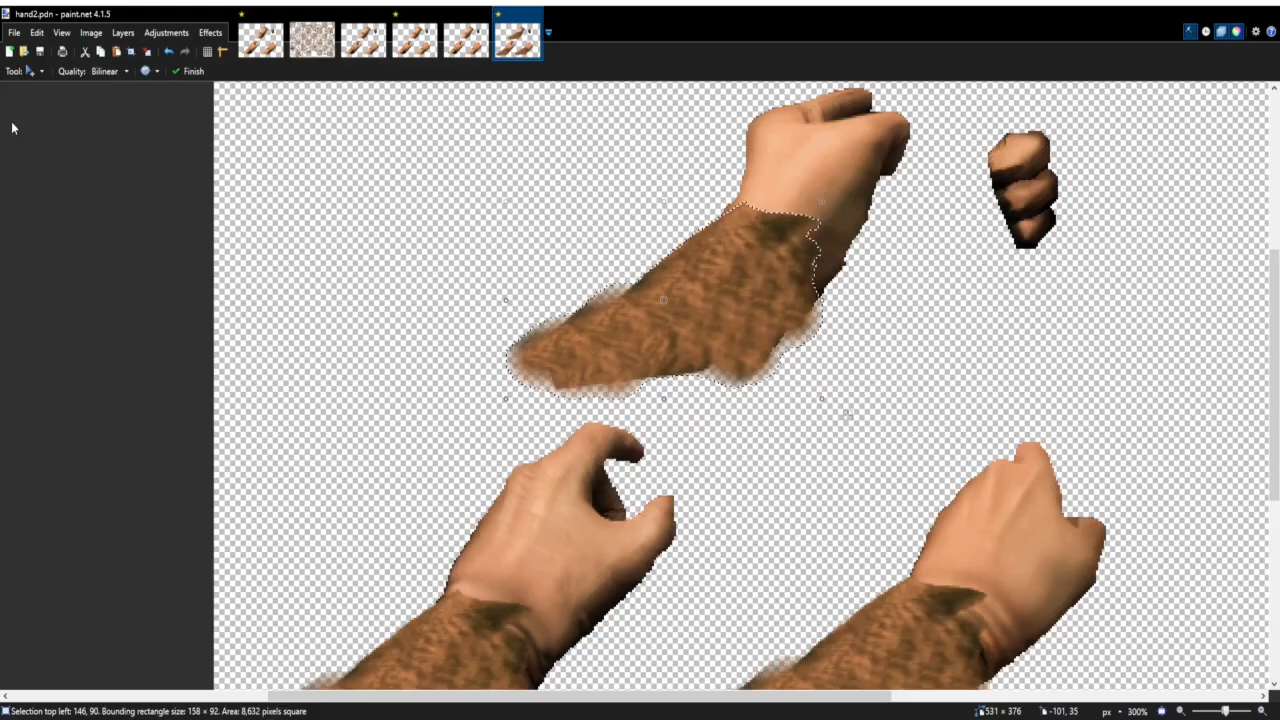 hand2.pdn - paint.net 4.1.5
File Edit View Image Layers Adjustments Effects
Tool: Quality: Bilinear Finish
Selection top left: 146, 90. Bounding rectangle size: 158 × 92. Area: 8,632 pixels square 531 × 376 -101, 35 px 300%